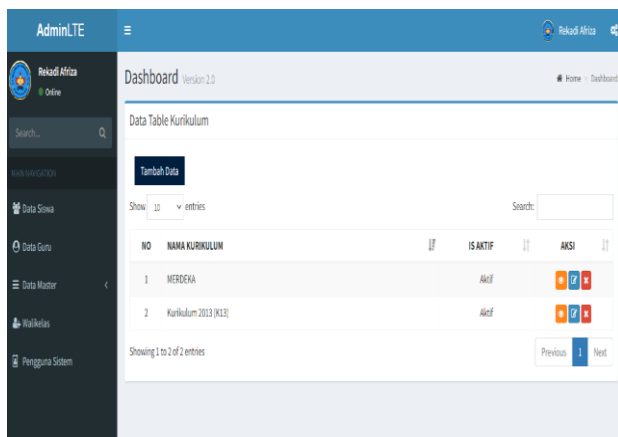 AdminLTE
Rekadi Afriza
Rekadi Afriza
Online
Dashboard Version 2.0
Home > Dashboard
Search...
Data Table Kurikulum
MAIN NAVIGATION
Tambah Data
Data Siswa
Show 10 entries
Search:
Data Guru
NO NAMA KURIKULUM IS AKTIF AKSI
Data Master
1 MERDEKA Aktif
2 Kurikulum 2013 [K13] Aktif
Walikelas
Showing 1 to 2 of 2 entries
Previous 1 Next
Pengguna Sistem